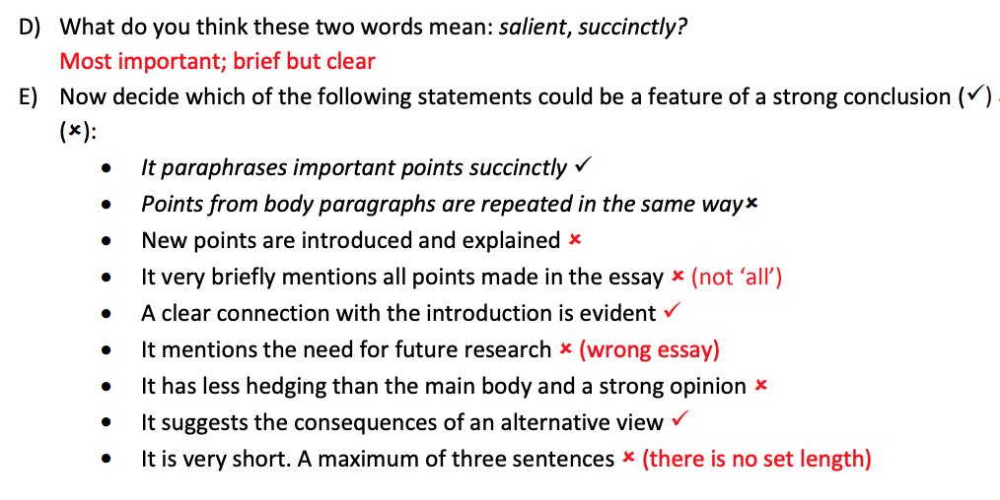 D) What do you think these two words mean: salient, succinctly?
Most important; brief but clear
E) Now decide which of the following statements could be a feature of a strong conclusion (✓)
(×):
• It paraphrases important points succinctly ✓
• Points from body paragraphs are repeated in the same way ×
• New points are introduced and explained ×
• It very briefly mentions all points made in the essay × (not ‘all’)
• A clear connection with the introduction is evident ✓
• It mentions the need for future research × (wrong essay)
• It has less hedging than the main body and a strong opinion ×
• It suggests the consequences of an alternative view ✓
• It is very short. A maximum of three sentences × (there is no set length)